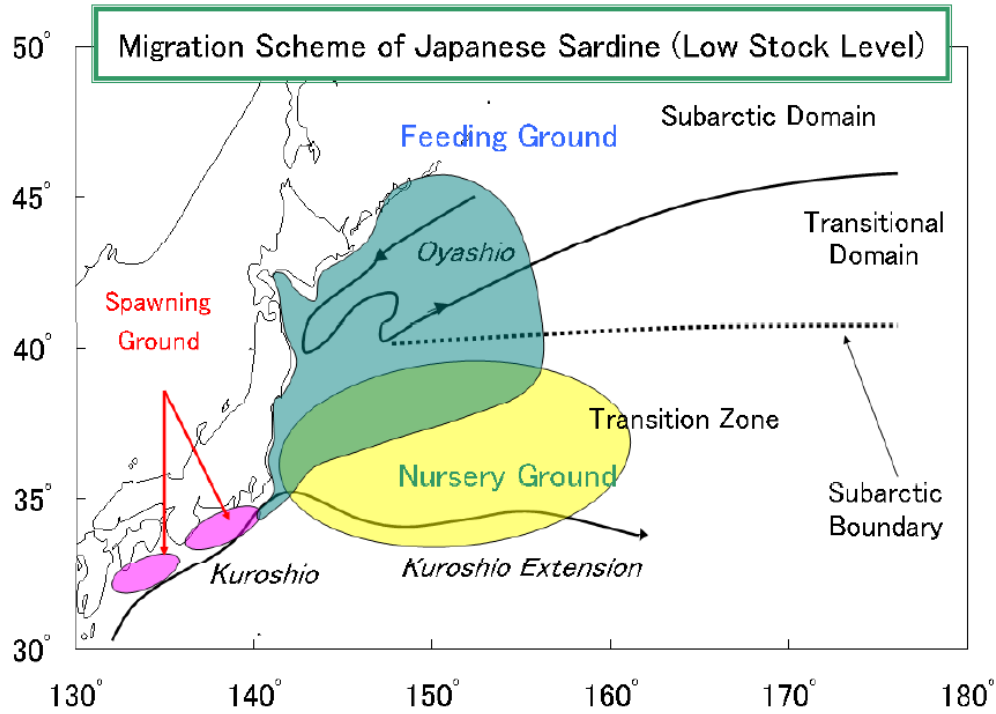 Migration Scheme of Japanese Sardine (Low Stock Level)
50°
45°
40°
35°
30°
130°
140°
150°
160°
170°
180°
Subarctic Domain
Feeding Ground
Transitional
Domain
Oyashio
Spawning
Ground
Transition Zone
Nursery Ground
Subarctic
Boundary
Kuroshio
Kuroshio Extension